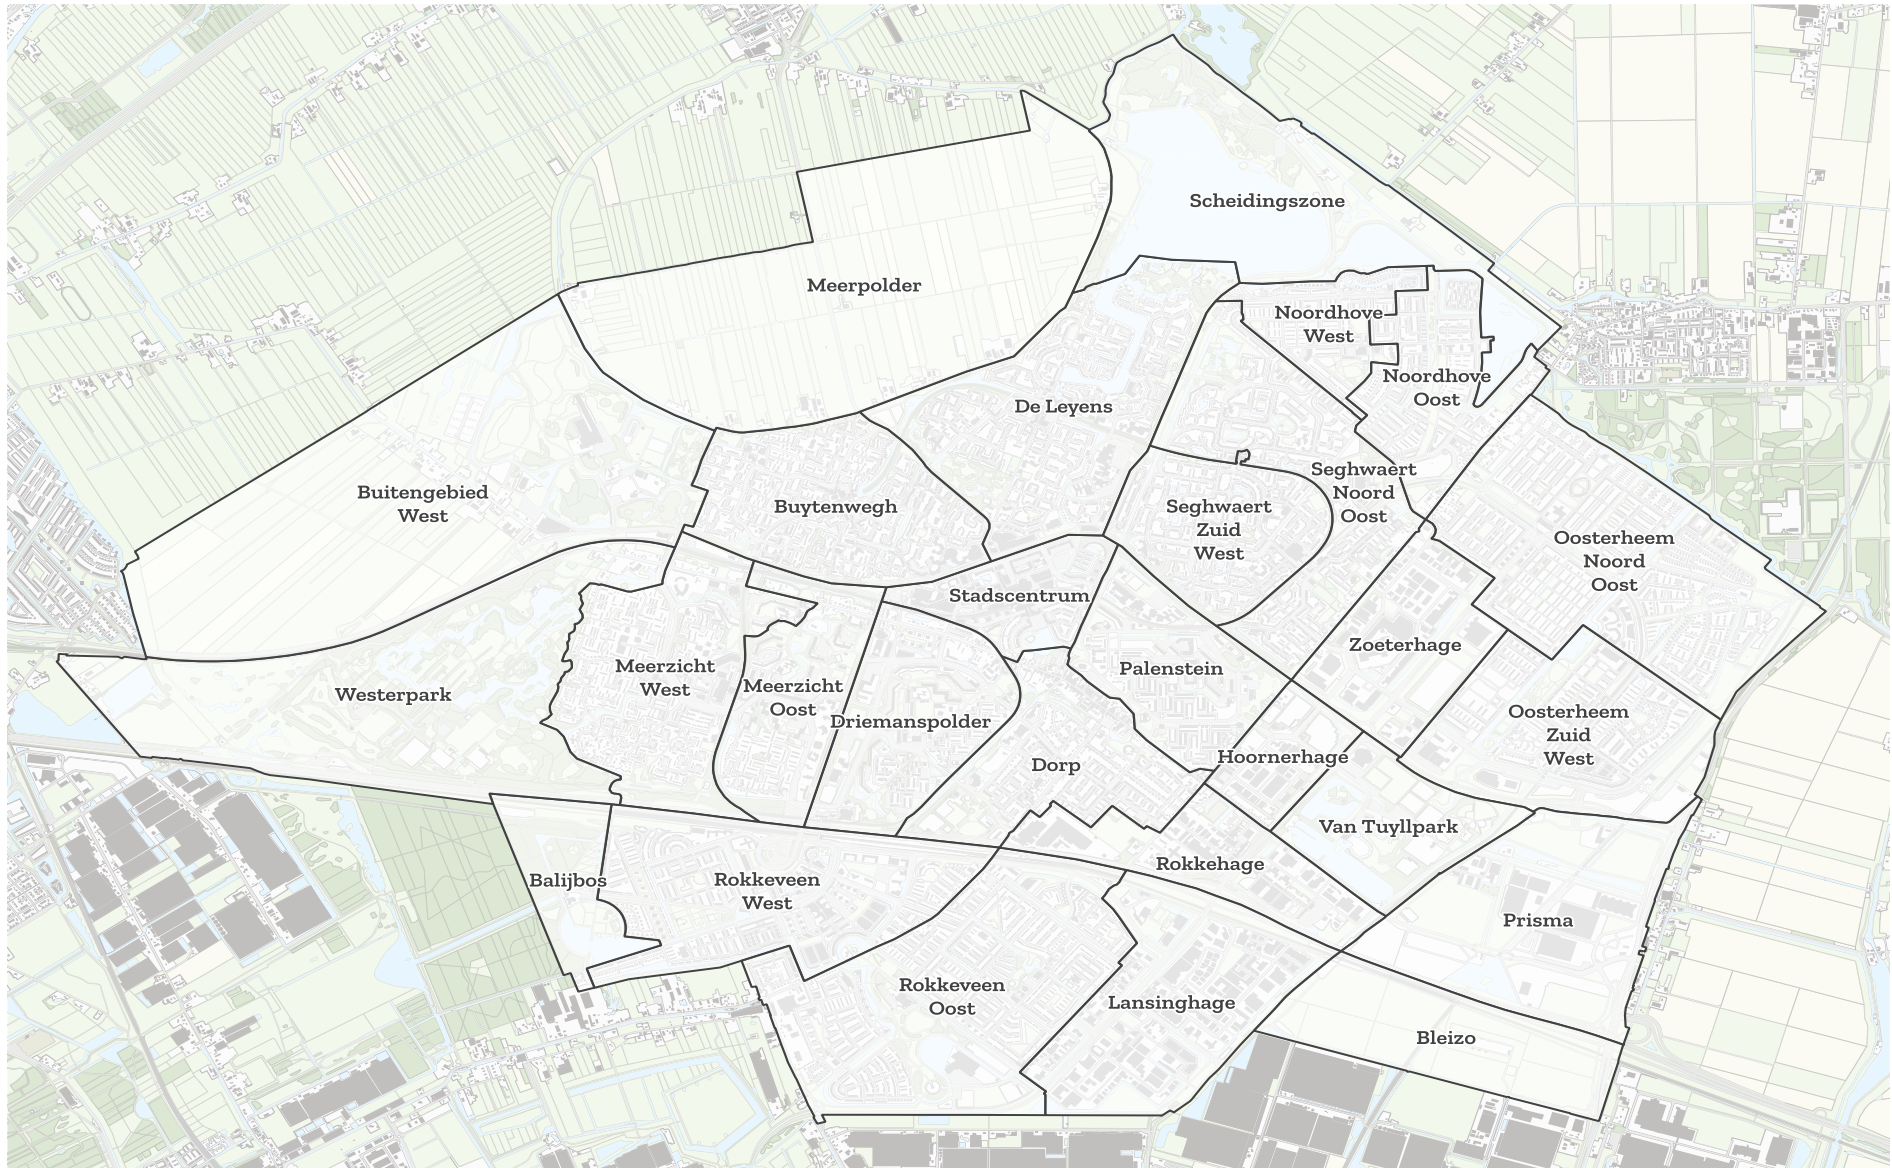 Scheidingszone
Meerpolder
Noordhove
West
Noordhove
Oost
De Leyens
Buitengebied
West
Buytenwegh
Seghwaert
Noord
Oost
Seghwaert
Zuid
West
Oosterheem
Noord
Oost
Stadscentrum
Zoeterhage
Meerzicht
West
Palenstein
Westerpark
Meerzicht
Oost
Driemanspolder
Oosterheem
Zuid
West
Hoornerhage
Dorp
Van Tuyllpark
Rokkehage
Balijbos
Rokkeveen
West
Prisma
Rokkeveen
Oost
Lansinghage
Bleizo